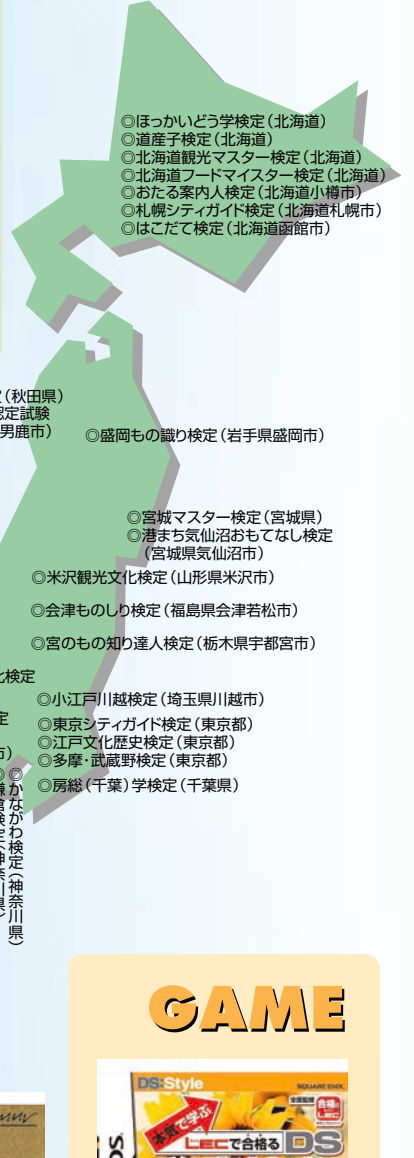 ◎ほっかいどう学検定(北海道)
◎道産子検定(北海道)
◎北海道観光マスター検定(北海道)
◎北海道フードマイスター検定(北海道)
◎おたる案内人検定(北海道小樽市)
◎札幌シティガイド検定(北海道札幌市)
◎はこだて検定(北海道函館市)
(秋田県)
認定試験
男鹿市)
◎盛岡もの識り検定(岩手県盛岡市)
◎宮城マスター検定(宮城県)
◎港まち気仙沼おもてなし検定
(宮城県気仙沼市)
◎米沢観光文化検定(山形県米沢市)
◎会津ものしり検定(福島県会津若松市)
◎宮のもの知り達人検定(栃木県宇都宮市)
検定
◎小江戸川越検定(埼玉県川越市)
定
◎東京シティガイド検定(東京都)
◎江戸文化歴史検定(東京都)
◎多摩・武蔵野検定(東京都)
市)
◎房総(千葉)学検定(千葉県)
◎かながわ検定(神奈川県)
GAME
DS:Style
SQUARE ENIX
本気で学ぶ
合格
LEC
LECで合格る
DS
DS